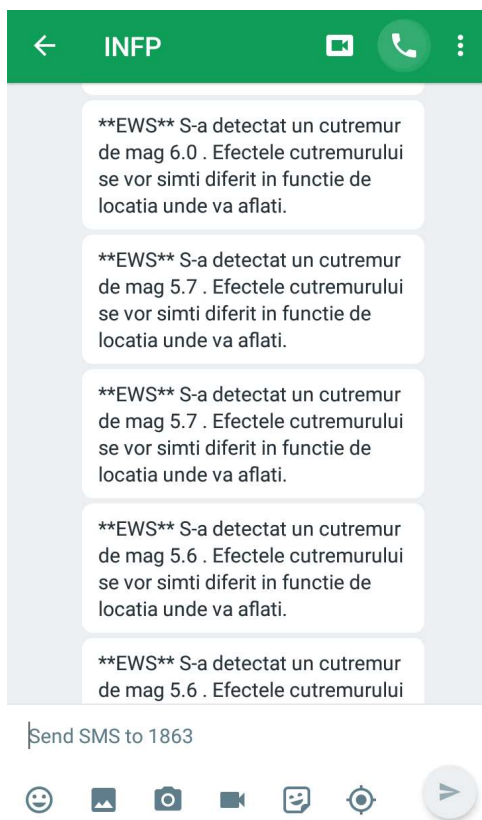 INFP
**EWS** S-a detectat un cutremur
de mag 6.0 . Efectele cutremurului
se vor simti diferit in functie de
locatia unde va aflati.
**EWS** S-a detectat un cutremur
de mag 5.7 . Efectele cutremurului
se vor simti diferit in functie de
locatia unde va aflati.
**EWS** S-a detectat un cutremur
de mag 5.7 . Efectele cutremurului
se vor simti diferit in functie de
locatia unde va aflati.
**EWS** S-a detectat un cutremur
de mag 5.6 . Efectele cutremurului
se vor simti diferit in functie de
locatia unde va aflati.
**EWS** S-a detectat un cutremur
de mag 5.6 . Efectele cutremurului
Send SMS to 1863